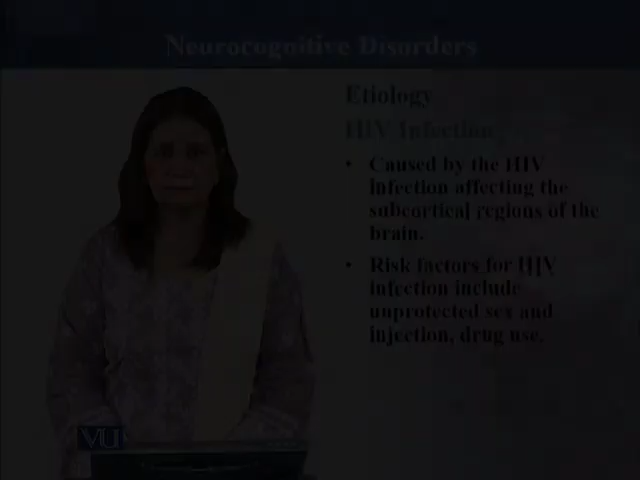 Neurocognitive Disorders
Etiology
HIV Infection
• Caused by the HIV
infection affecting the
subcortical regions of the
brain.
• Risk factors for HIV
infection include
unprotected sex and
injection, drug use.
VU